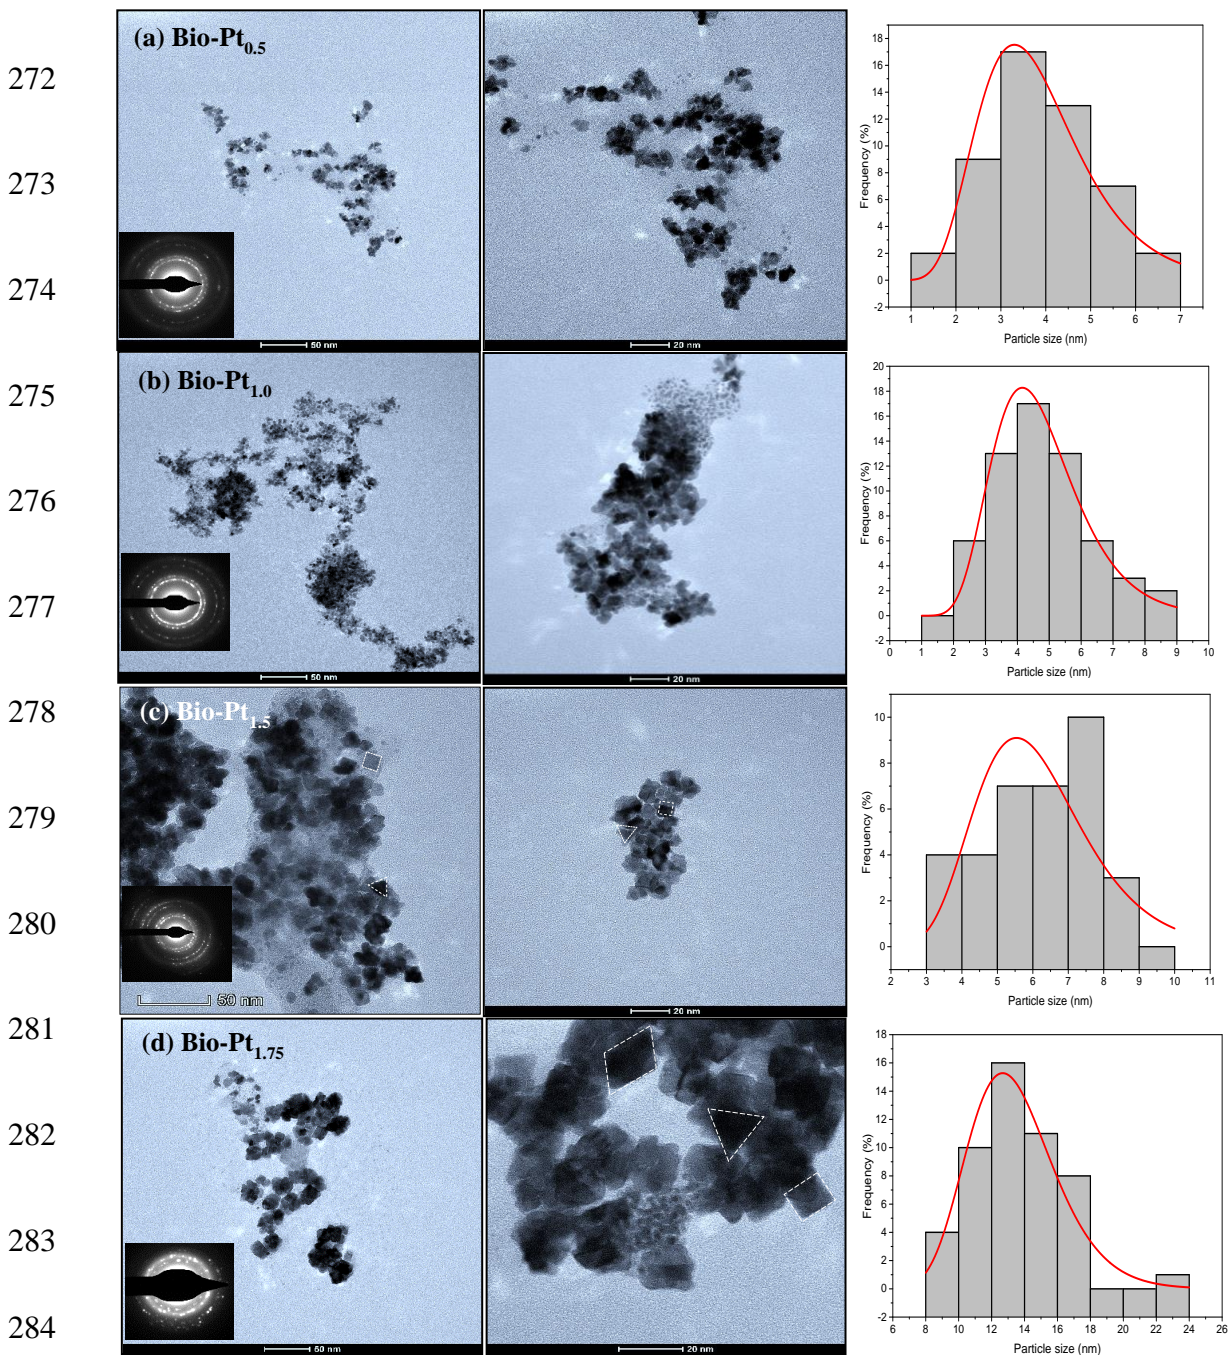 272
273
274
275
276
277
278
279
280
281
282
283
284
(a) Bio-Pt0.5
50 nm
20 nm
Frequency (%)
18
16
14
12
10
8
6
4
2
0
-2
1 2 3 4 5 6 7
Particle size (nm)
(b) Bio-Pt1.0
50 nm
20 nm
Frequency (%)
20
18
16
14
12
10
8
6
4
2
0
-2
0 1 2 3 4 5 6 7 8 9 10
Particle size (nm)
(c) Bio-Pt1.5
50 nm
20 nm
Frequency (%)
10
8
6
4
2
0
2 3 4 5 6 7 8 9 10 11
Particle size (nm)
(d) Bio-Pt1.75
50 nm
20 nm
Frequency (%)
18
16
14
12
10
8
6
4
2
0
-2
6 8 10 12 14 16 18 20 22 24 26
Particle size (nm)